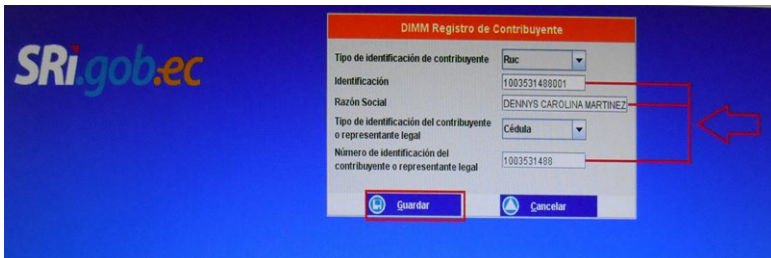 SRi.gob.ec
DIMM Registro de Contribuyente
Tipo de identificación de contribuyente Ruc
Identificación 1003531488001
Razón Social DENNYS CAROLINA MARTINEZ
Tipo de identificación del contribuyente
o representante legal Cédula
Número de identificación del
contribuyente o representante legal 1003531488
Guardar Cancelar